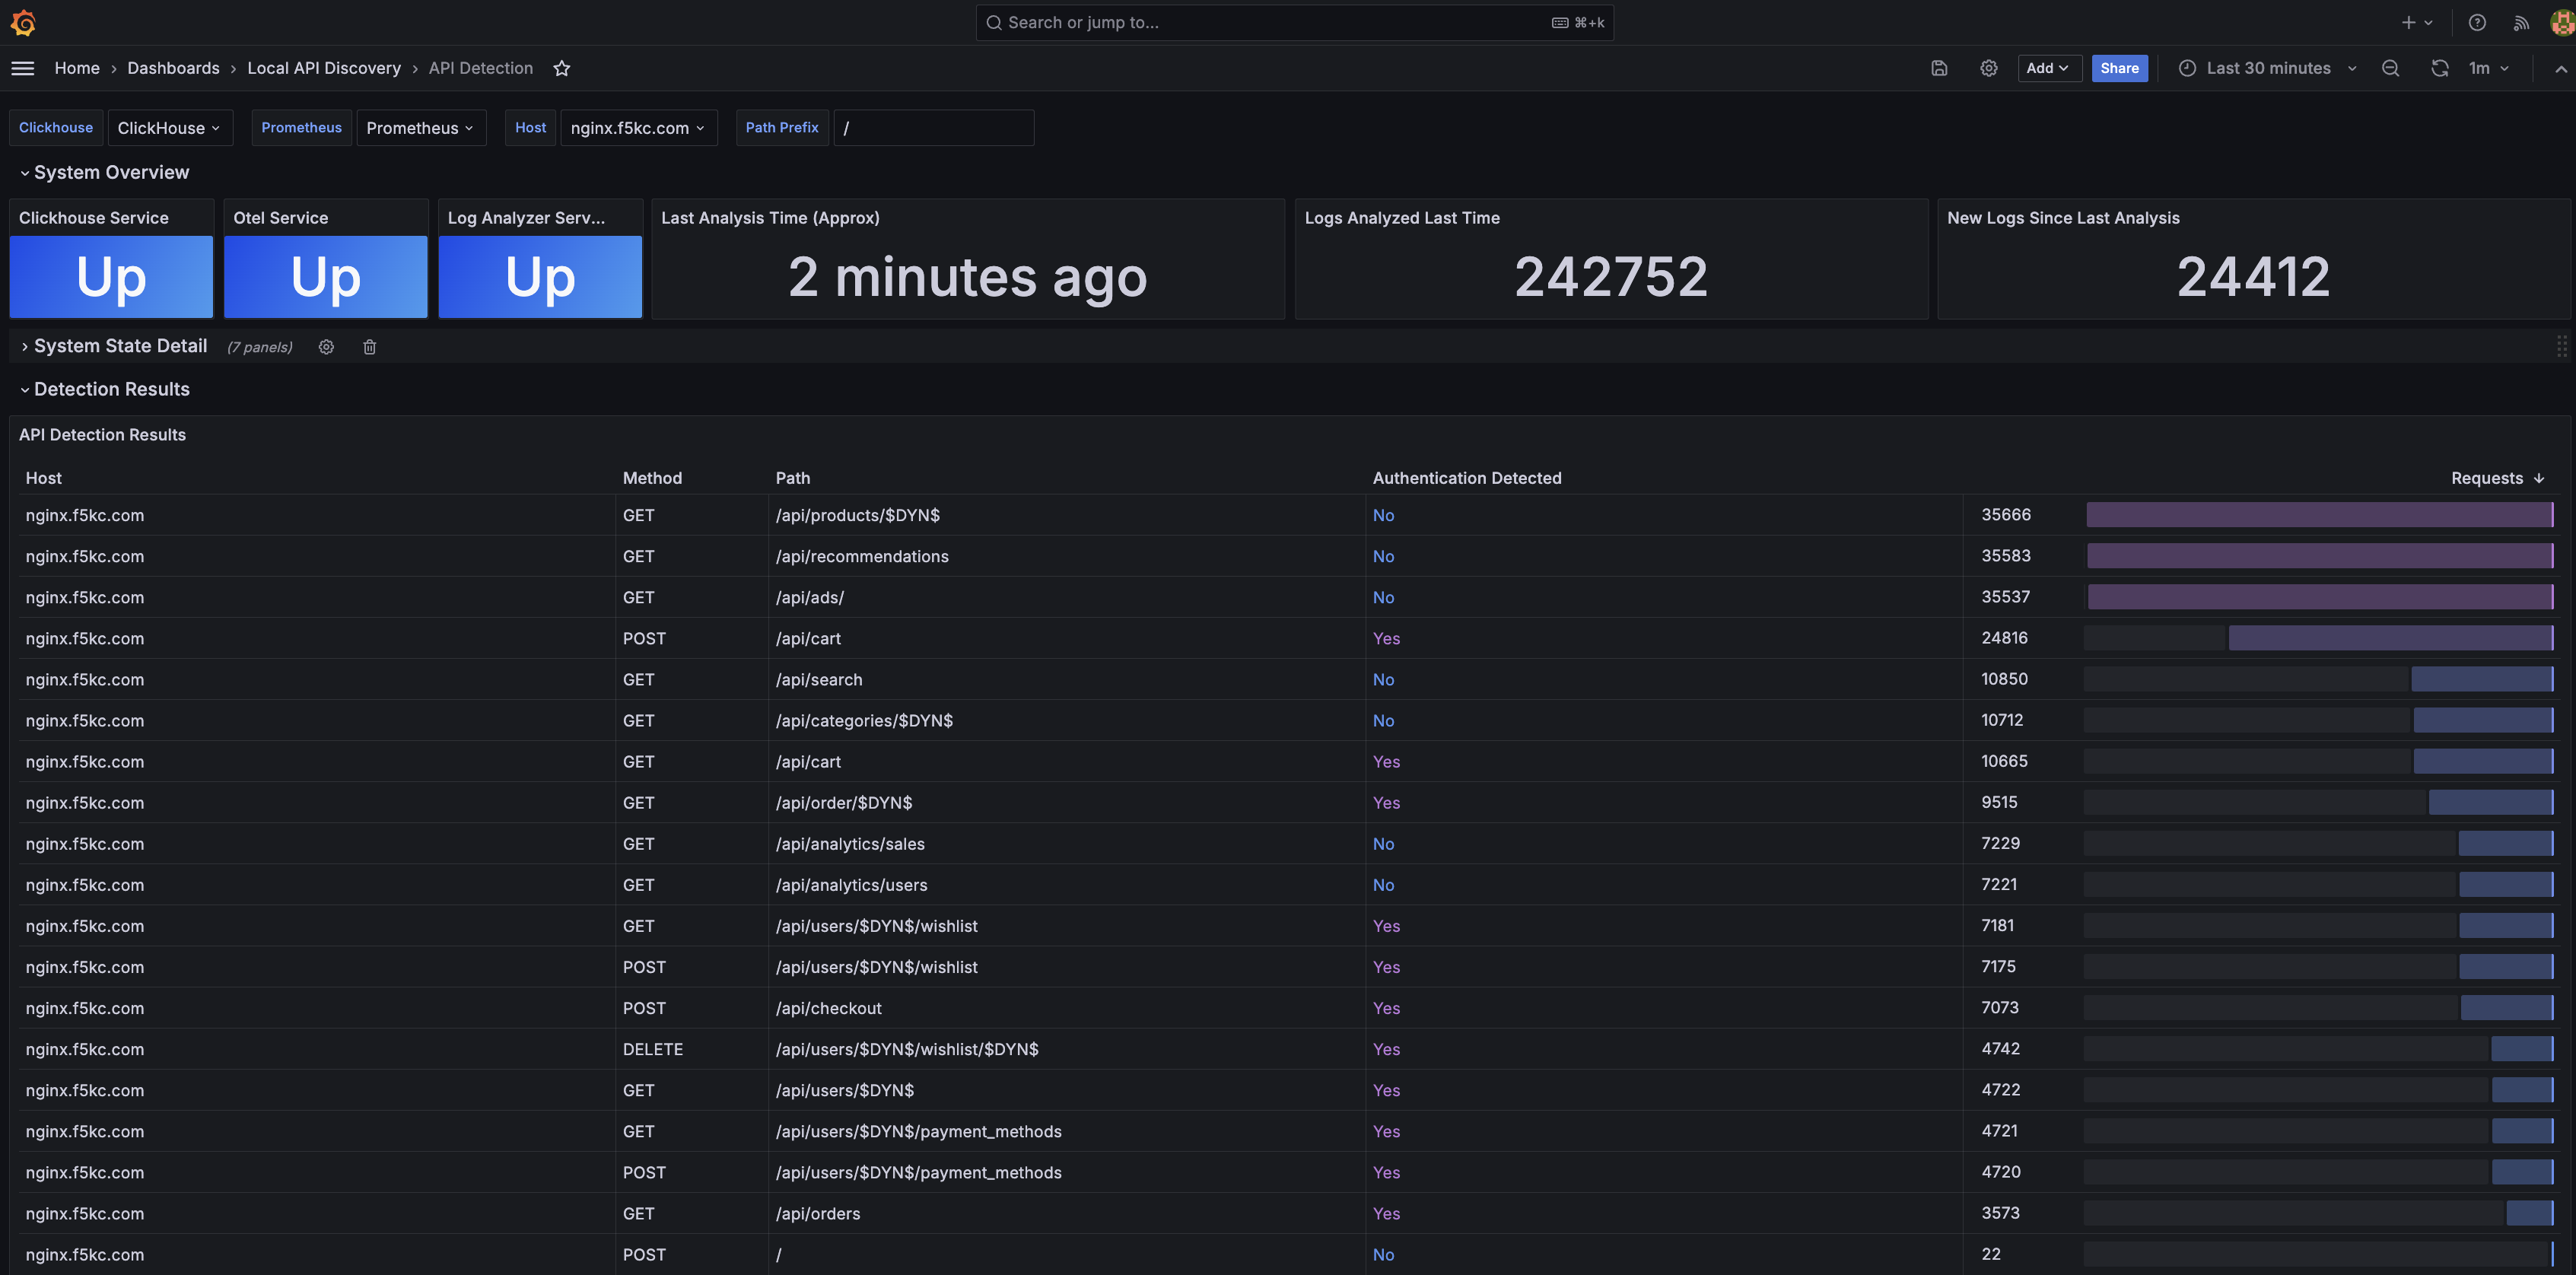 Search or jump to... ⌘+k
Home › Dashboards › Local API Discovery › API Detection Add Share Last 30 minutes 1m
Clickhouse ClickHouse Prometheus Prometheus Host nginx.f5kc.com Path Prefix /
System Overview
Clickhouse Service Otel Service Log Analyzer Serv... Last Analysis Time (Approx) Logs Analyzed Last Time New Logs Since Last Analysis
Up Up Up 2 minutes ago 242752 24412
System State Detail (7 panels)
Detection Results
API Detection Results
Host Method Path Authentication Detected Requests ↓
nginx.f5kc.com GET /api/products/$DYN$ No 35666
nginx.f5kc.com GET /api/recommendations No 35583
nginx.f5kc.com GET /api/ads/ No 35537
nginx.f5kc.com POST /api/cart Yes 24816
nginx.f5kc.com GET /api/search No 10850
nginx.f5kc.com GET /api/categories/$DYN$ No 10712
nginx.f5kc.com GET /api/cart Yes 10665
nginx.f5kc.com GET /api/order/$DYN$ Yes 9515
nginx.f5kc.com GET /api/analytics/sales No 7229
nginx.f5kc.com GET /api/analytics/users No 7221
nginx.f5kc.com GET /api/users/$DYN$/wishlist Yes 7181
nginx.f5kc.com POST /api/users/$DYN$/wishlist Yes 7175
nginx.f5kc.com POST /api/checkout Yes 7073
nginx.f5kc.com DELETE /api/users/$DYN$/wishlist/$DYN$ Yes 4742
nginx.f5kc.com GET /api/users/$DYN$ Yes 4722
nginx.f5kc.com GET /api/users/$DYN$/payment_methods Yes 4721
nginx.f5kc.com POST /api/users/$DYN$/payment_methods Yes 4720
nginx.f5kc.com GET /api/orders Yes 3573
nginx.f5kc.com POST / No 22